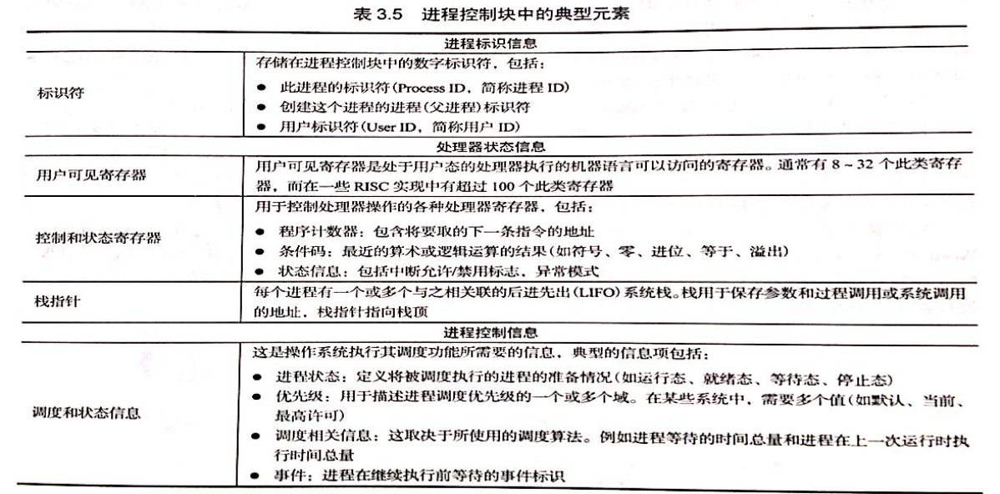 表 3.5 进程控制块中的典型元素
进程标识信息
标识符
存储在进程控制块中的数字标识符，包括：
● 此进程的标识符(Process ID，简称进程 ID)
● 创建这个进程的进程(父进程)标识符
● 用户标识符(User ID，简称用户 ID)
处理器状态信息
用户可见寄存器
用户可见寄存器是处于用户态的处理器执行的机器语言可以访问的寄存器。通常有 8 ~ 32 个此类寄存
器，而在一些 RISC 实现中有超过 100 个此类寄存器
控制和状态寄存器
用于控制处理器操作的各种处理器寄存器，包括：
● 程序计数器：包含将要取的下一条指令的地址
● 条件码：最近的算术或逻辑运算的结果(如符号、零、进位、等于、溢出)
● 状态信息：包括中断允许/禁用标志，异常模式
栈指针
每个进程有一个或多个与之相关联的后进先出(LIFO)系统栈。栈用于保存参数和过程调用或系统调用
的地址，栈指针指向栈顶
进程控制信息
调度和状态信息
这是操作系统执行其调度功能所需要的信息，典型的信息项包括：
● 进程状态：定义将被调度执行的进程的准备情况(如运行态、就绪态、等待态、停止态)
● 优先级：用于描述进程调度优先级的一个或多个域。在某些系统中，需要多个值(如默认、当前、
最高许可)
● 调度相关信息：这取决于所使用的调度算法。例如进程等待的时间总量和进程在上一次运行时执
行时间总量
● 事件：进程在继续执行前等待的事件标识